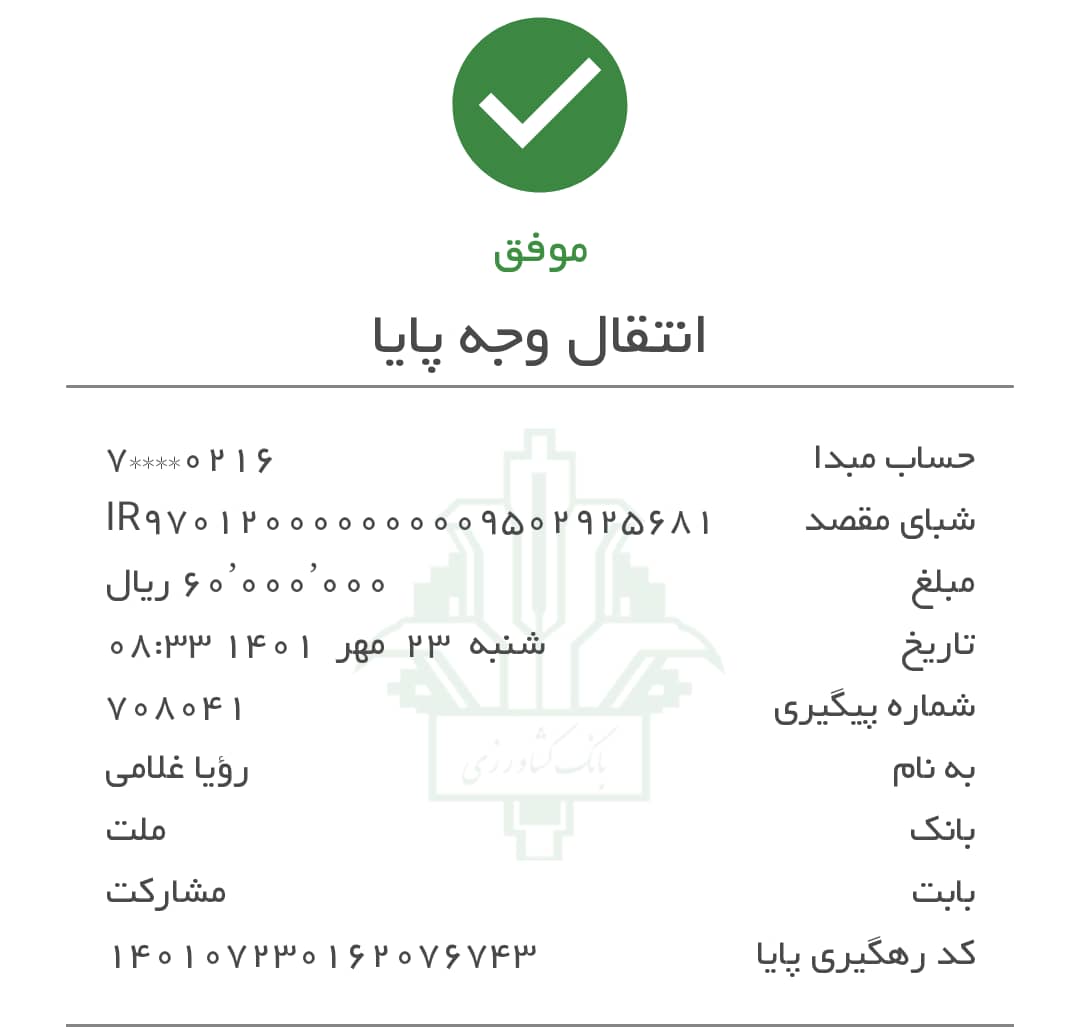 موفق
انتقال وجه پایا
حساب مبدا ۷****۰۲۱۶
شبای مقصد IR۹۷۰۱۲۰۰۰۰۰۰۰۰۰۰۹۵۰۲۹۲۵۶۸۱
مبلغ ۶۰٬۰۰۰٬۰۰۰ ریال
تاریخ شنبه ۲۳ مهر ۱۴۰۱ ۰۸:۳۳
شماره پیگیری ۷۰۸۰۴۱
به نام رؤیا غلامی
بانک ملت
بابت مشارکت
کد رهگیری پایا ۱۴۰۱۰۷۲۳۰۱۶۲۰۷۶۷۴۳
بانک کشاورزی